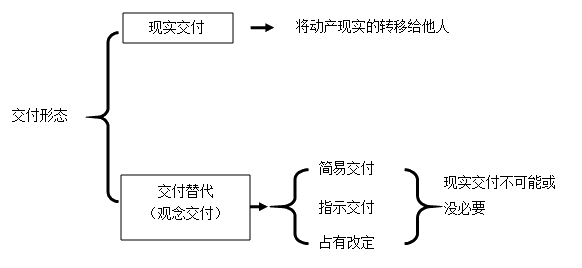 现实交付
将动产现实的转移给他人
交付形态
交付替代
（观念交付）
简易交付
指示交付
占有改定
现实交付不可能或
没必要